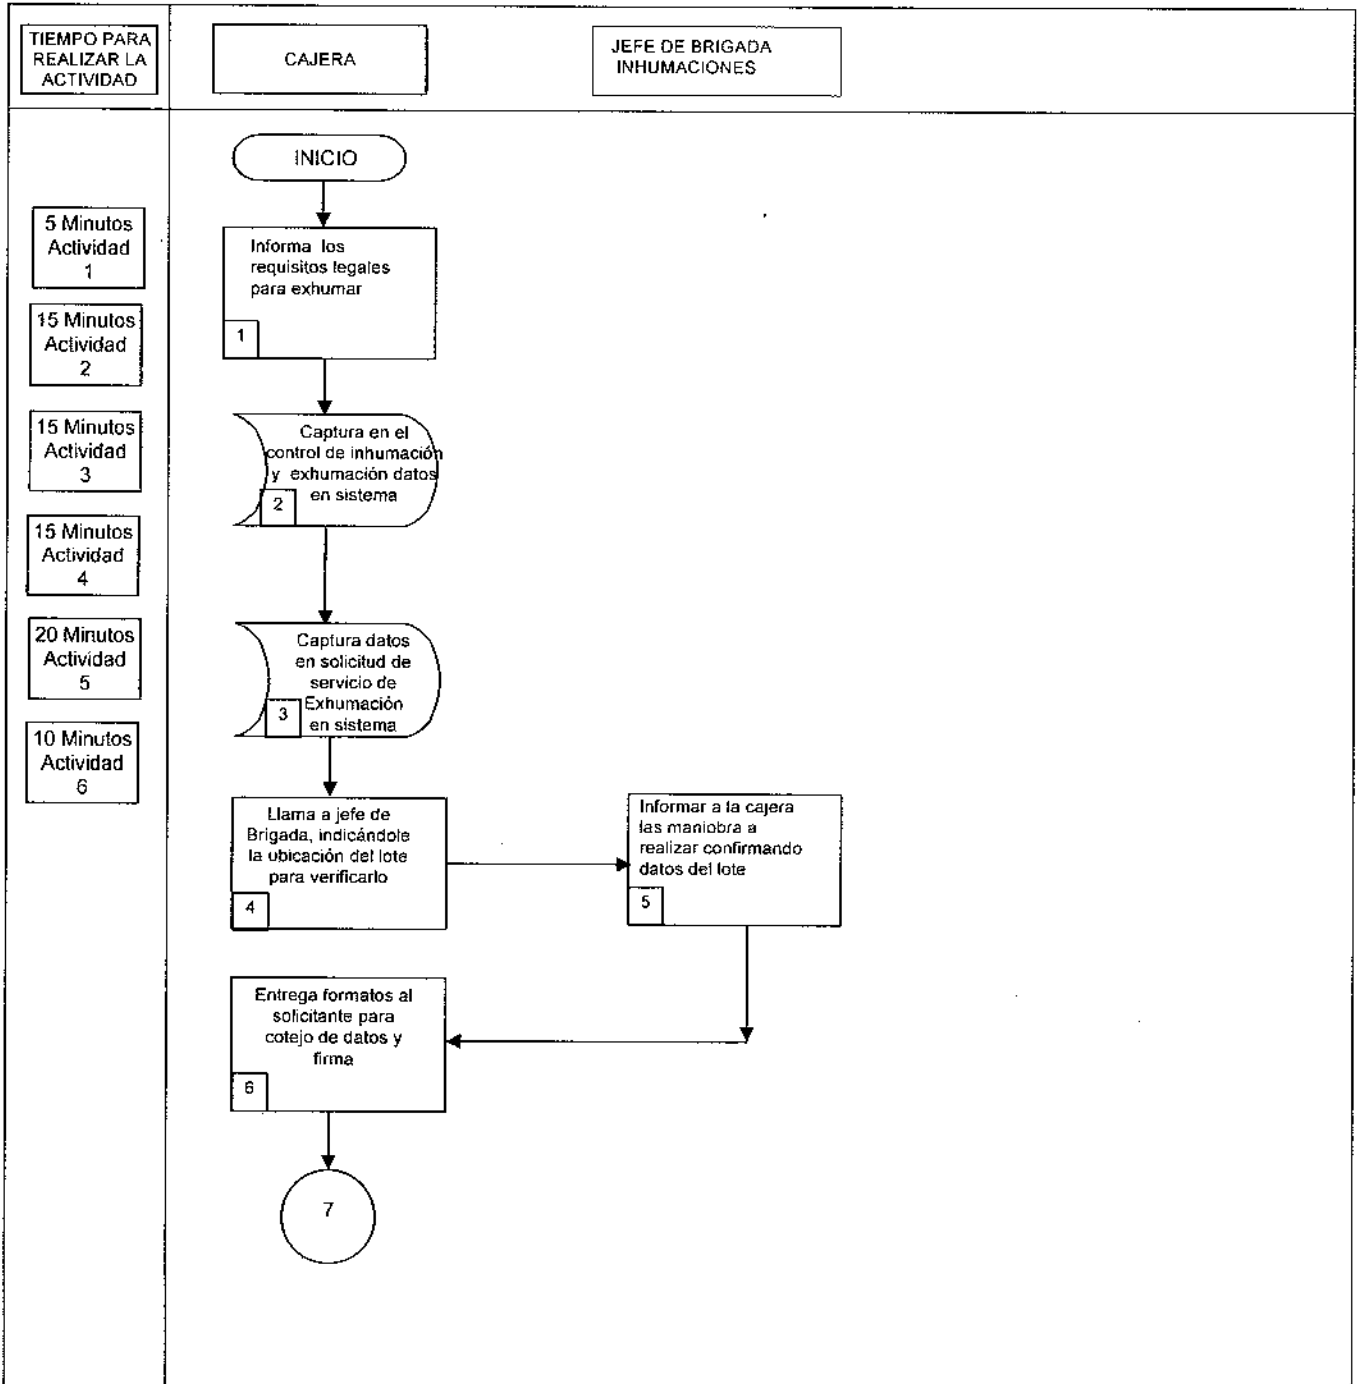 TIEMPO PARA
REALIZAR LA
ACTIVIDAD
CAJERA
JEFE DE BRIGADA
INHUMACIONES
INICIO
5 Minutos
Actividad
1
15 Minutos
Actividad
2
15 Minutos
Actividad
3
15 Minutos
Actividad
4
20 Minutos
Actividad
5
10 Minutos
Actividad
6
Informa los
requisitos legales
para exhumar
1
Captura en el
control de inhumación
y exhumación datos
en sistema
2
Captura datos
en solicitud de
servicio de
Exhumación
en sistema
3
Llama a jefe de
Brigada, indicándole
la ubicación del lote
para verificarlo
4
Informar a la cajera
las maniobra a
realizar confirmando
datos del lote
5
Entrega formatos al
solicitante para
cotejo de datos y
firma
6
7